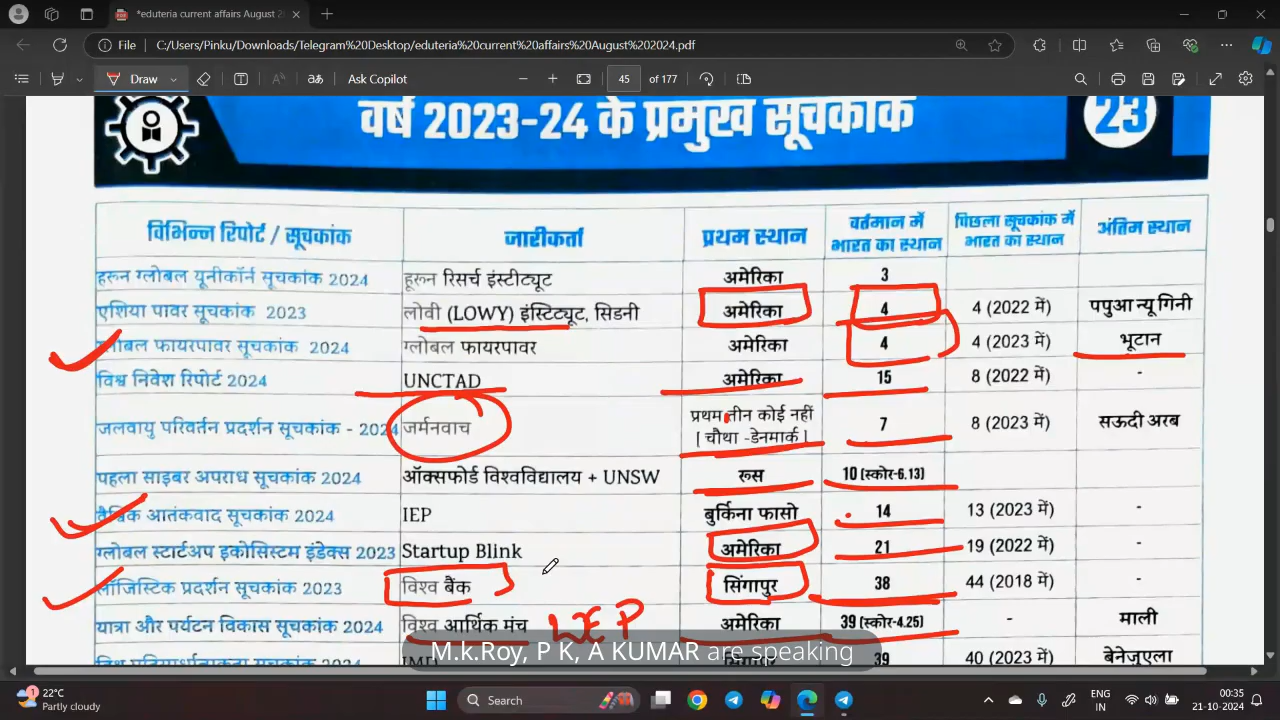 *eduteria current affairs August 2
File C:/Users/Pinku/Downloads/Telegram%20Desktop/eduteria%20current%20affairs%20August%202024.pdf
Draw Ask Copilot 45 of 177
वर्ष 2023-24 के प्रमुख सूचकांक 23
विभिन्न रिपोर्ट / सूचकांक जारीकर्ता प्रथम स्थान वर्तमान में भारत का स्थान पिछला सूचकांक में भारत का स्थान अंतिम स्थान
हुरून ग्लोबल यूनीकॉर्न सूचकांक 2024 हूरून रिसर्च इंस्टीट्यूट अमेरिका 3
एशिया पावर सूचकांक 2023 लोवी (LOWY) इंस्टिट्यूट, सिडनी अमेरिका 4 4 (2022 में) पपुआ न्यू गिनी
ग्लोबल फायरपावर सूचकांक 2024 ग्लोबल फायरपावर अमेरिका 4 4 (2023 में) भूटान
विश्व निवेश रिपोर्ट 2024 UNCTAD अमेरिका 15 8 (2022 में) -
जलवायु परिवर्तन प्रदर्शन सूचकांक - 2024 जर्मनवाच प्रथम तीन कोई नहीं [ चौथा -डेनमार्क ] 7 8 (2023 में) सऊदी अरब
पहला साइबर अपराध सूचकांक 2024 ऑक्सफोर्ड विश्वविद्यालय + UNSW रूस 10 (स्कोर-6.13)
वैश्विक आतंकवाद सूचकांक 2024 IEP बुर्किना फासो 14 13 (2023 में) -
ग्लोबल स्टार्टअप इकोसिस्टम इंडेक्स 2023 Startup Blink अमेरिका 21 19 (2022 में) -
लॉजिस्टिक प्रदर्शन सूचकांक 2023 विश्व बैंक सिंगापुर 38 44 (2018 में) -
यात्रा और पर्यटन विकास सूचकांक 2024 विश्व आर्थिक मंच WEP अमेरिका 39 (स्कोर-4.25) - माली
IMD सिंगापुर 39 40 (2023 में) बेनेजुएला
M.k.Roy, P K, A KUMAR are speaking
1 22°C Search ENG 00:35
Partly cloudy IN 21-10-2024